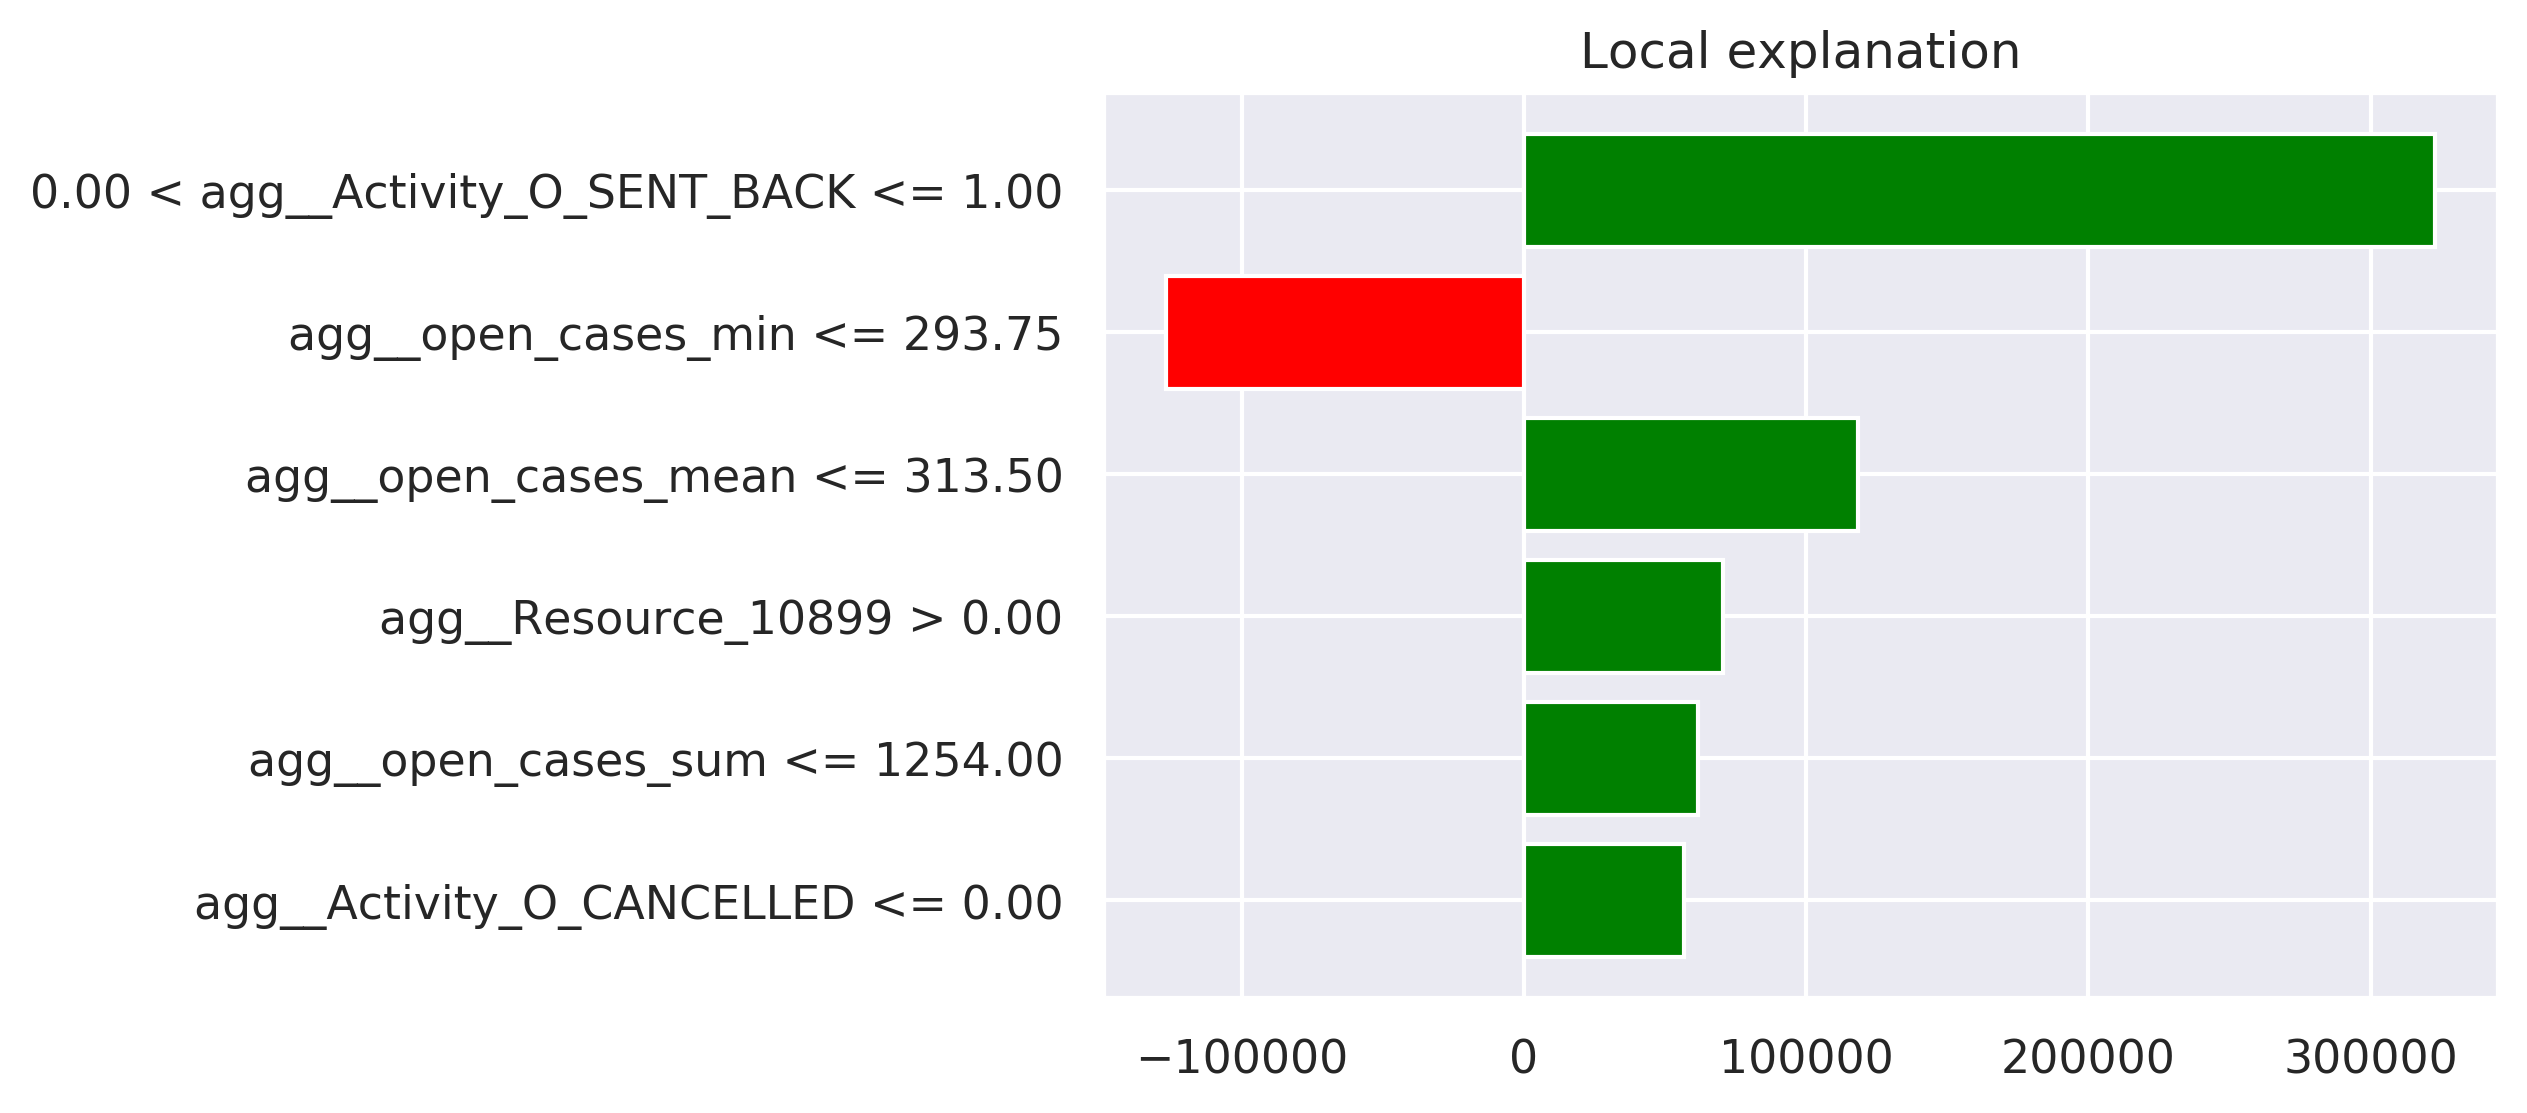 Local explanation
0.00 < agg__Activity_O_SENT_BACK <= 1.00
agg__open_cases_min <= 293.75
agg__open_cases_mean <= 313.50
agg__Resource_10899 > 0.00
agg__open_cases_sum <= 1254.00
agg__Activity_O_CANCELLED <= 0.00
−100000 0 100000 200000 300000